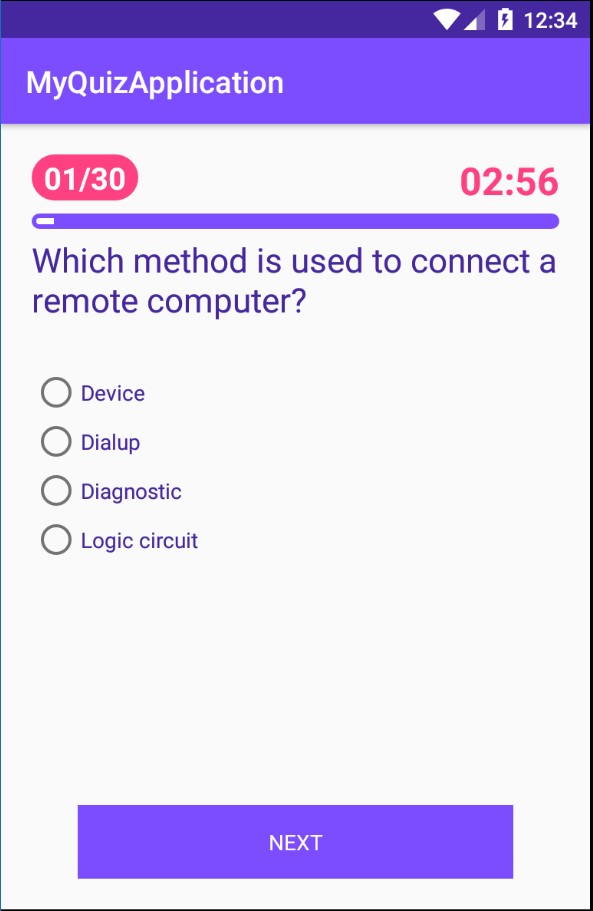 12:34
MyQuizApplication
01/30 02:56
Which method is used to connect a
remote computer?
Device
Dialup
Diagnostic
Logic circuit
NEXT